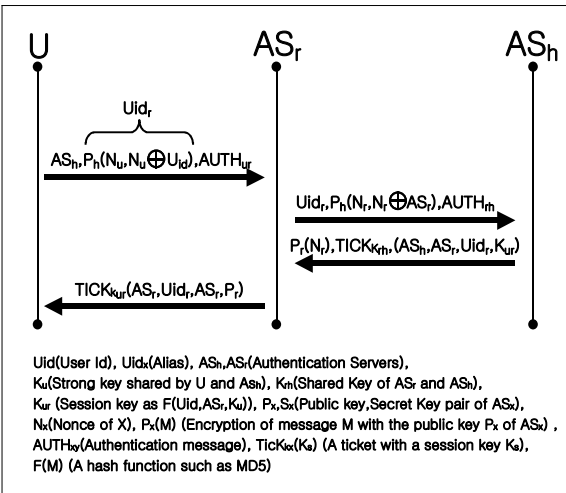 U ASr ASh
Uidr
ASh,Ph(Nu,Nu⊕Uid),AUTHur
Uidr,Ph(Nr,Nr⊕ASr),AUTHrh
Pr(Nr),TICKKrh,(ASh,ASr,Uidr,Kur)
TICKkur(ASr,Uidr,ASr,Pr)
Uid(User Id), Uidx(Alias), ASh,ASr(Authentication Servers),
Ku(Strong key shared by U and Ash), Krh(Shared Key of ASr and ASh),
Kur (Session key as F(Uid,ASr,Ku)), Px,Sx(Public key,Secret Key pair of ASx),
Nx(Nonce of X), Px(M) (Encryption of message M with the public key Px of ASx) ,
AUTHxy(Authentication message), TicKkx(Ks) (A ticket with a session key Ks),
F(M) (A hash function such as MD5)